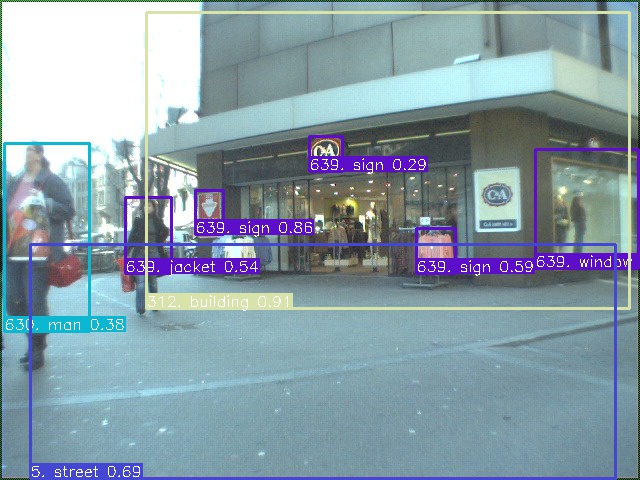 C&A
639. sign 0.29
C&A
639. sign 0.86
639. jacket 0.54
639. sign 0.59
639. window
312. building 0.91
630. man 0.38
5. street 0.69